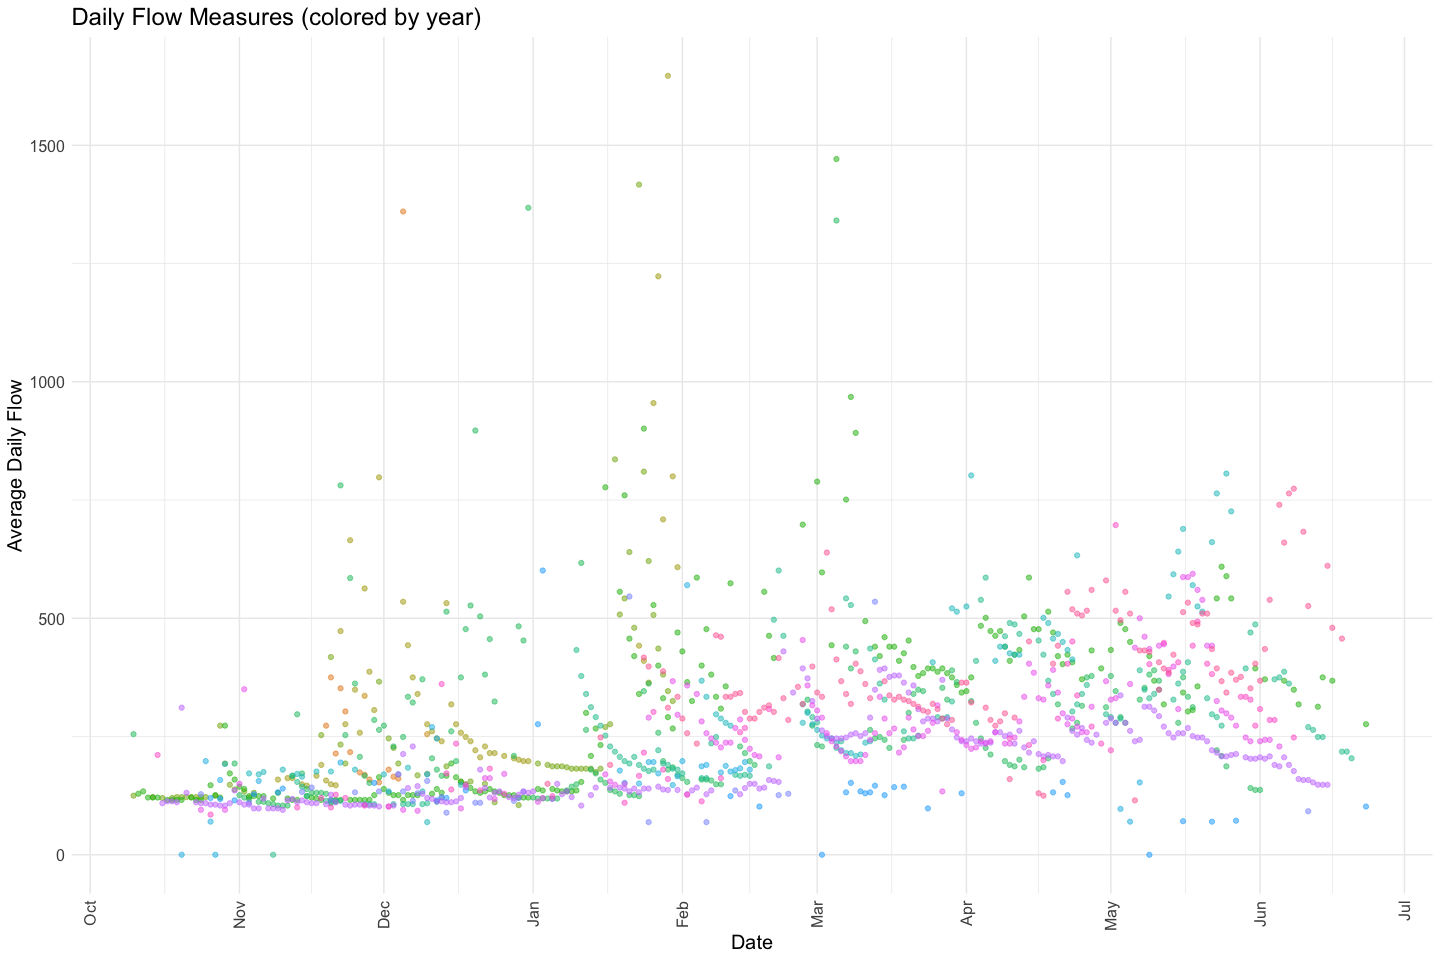 Daily Flow Measures (colored by year)
Average Daily Flow
1500
1000
500
0
Oct
Nov
Dec
Jan
Feb
Mar
Apr
May
Jun
Jul
Date